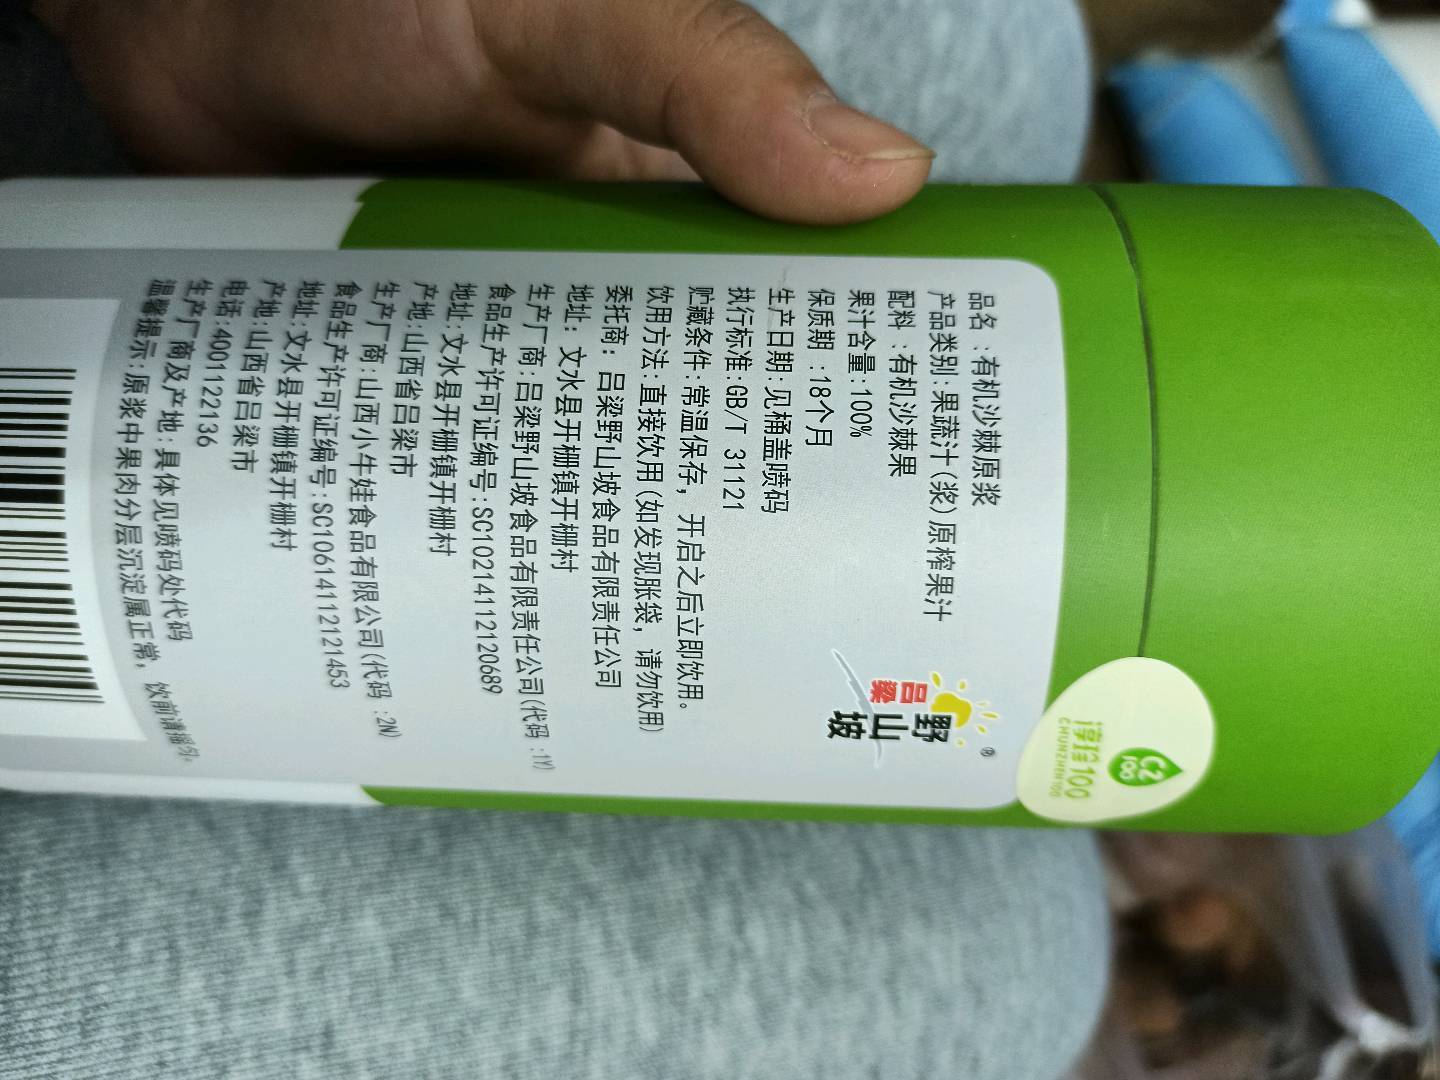 品名:有机沙棘原浆
产品类别:果蔬汁(浆)原榨果汁
配料:有机沙棘果
果汁含量:100%
保质期:18个月
生产日期:见桶盖喷码
执行标准:GB/T 31121
贮藏条件:常温保存，开启之后立即饮用。
饮用方法:直接饮用(如发现胀袋，请勿饮用)
委托商:吕梁野山坡食品有限责任公司
地址:文水县开栅镇开栅村
生产厂商:吕梁野山坡食品有限责任公司(代码:1Y)
食品生产许可证编号:SC10214112120689
地址:文水县开栅镇开栅村
产地:山西省吕梁市
生产厂商:山西小牛娃食品有限公司(代码:2N)
食品生产许可证编号:SC10614112121453
地址:文水县开栅镇开栅村
产地:山西省吕梁市
电话:4001122136
生产厂商及产地:具体见喷码处代码
温馨提示:原浆中果肉分层沉淀属正常，饮前请摇匀。
吕梁
野山坡
®
CZ
100
淳珍100
CHUNZHEN100